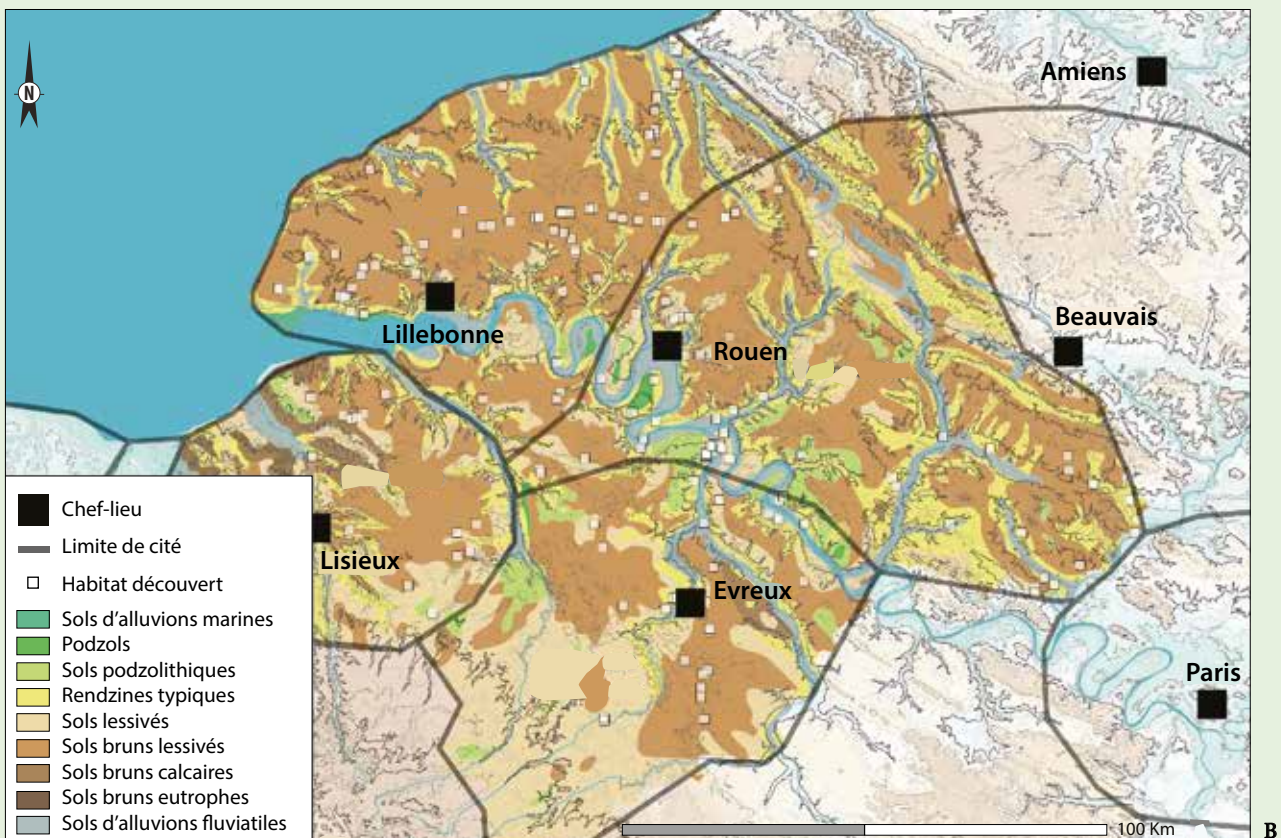 N
Amiens
Beauvais
Lillebonne
Rouen
Lisieux
Evreux
Paris
Chef-lieu
Limite de cité
Habitat découvert
Sols d'alluvions marines
Podzols
Sols podzolithiques
Rendzines typiques
Sols lessivés
Sols bruns lessivés
Sols bruns calcaires
Sols bruns eutrophes
Sols d'alluvions fluviatiles
100 Km
B